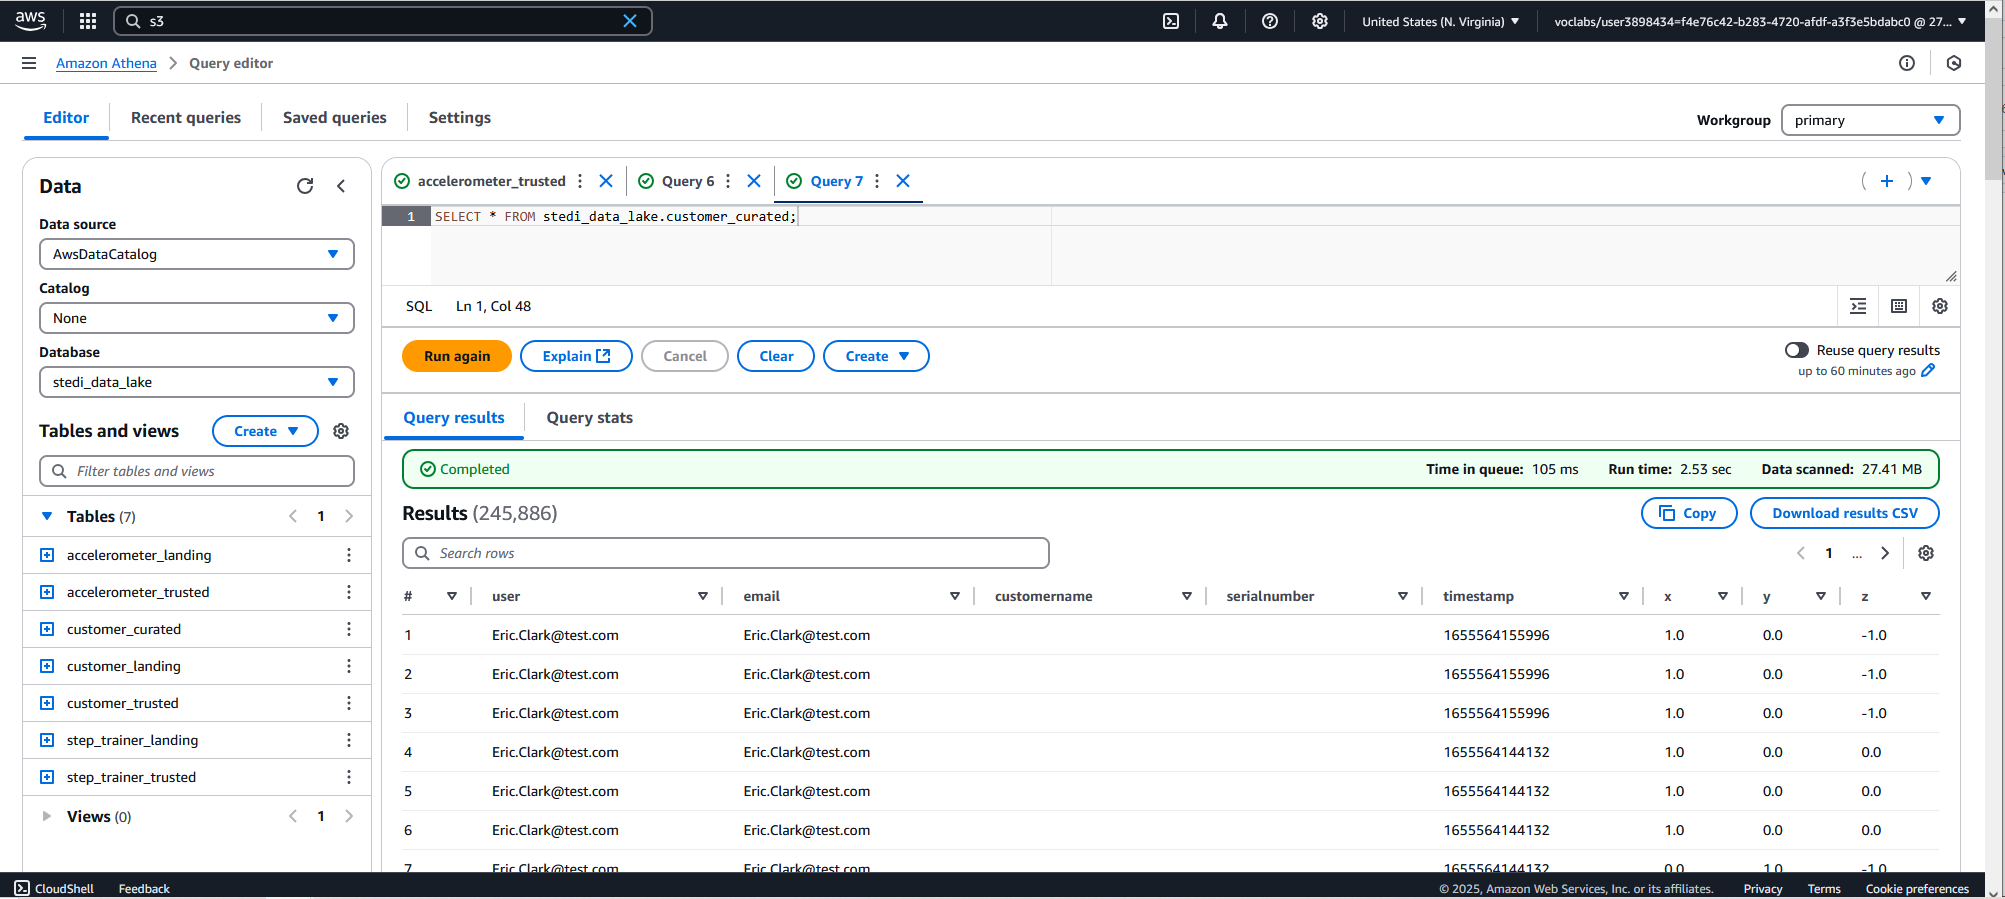 aws s3 United States (N. Virginia) voclabs/user3898434=f4e76c42-b283-4720-afdf-a3f3e5bdabc0 @ 27...
Amazon Athena Query editor
Editor Recent queries Saved queries Settings
Workgroup primary
Data
Data source
AwsDataCatalog
Catalog
None
Database
stedi_data_lake
Tables and views Create
Filter tables and views
Tables (7) 1
accelerometer_landing
accelerometer_trusted
customer_curated
customer_landing
customer_trusted
step_trainer_landing
step_trainer_trusted
Views (0) 1
accelerometer_trusted Query 6 Query 7
1 SELECT * FROM stedi_data_lake.customer_curated;
SQL Ln 1, Col 48
Run again Explain Cancel Clear Create
Reuse query results
up to 60 minutes ago
Query results Query stats
Completed Time in queue: 105 ms Run time: 2.53 sec Data scanned: 27.41 MB
Results (245,886) Copy Download results CSV
Search rows 1 ...
# user email customername serialnumber timestamp x y z
1 Eric.Clark@test.com Eric.Clark@test.com 1655564155996 1.0 0.0 -1.0
2 Eric.Clark@test.com Eric.Clark@test.com 1655564155996 1.0 0.0 -1.0
3 Eric.Clark@test.com Eric.Clark@test.com 1655564155996 1.0 0.0 -1.0
4 Eric.Clark@test.com Eric.Clark@test.com 1655564144132 1.0 0.0 0.0
5 Eric.Clark@test.com Eric.Clark@test.com 1655564144132 1.0 0.0 0.0
6 Eric.Clark@test.com Eric.Clark@test.com 1655564144132 1.0 0.0 0.0
7 Eric.Clark@test.com Eric.Clark@test.com 1655564144132 0.0 1.0 -1.0
CloudShell Feedback © 2025, Amazon Web Services, Inc. or its affiliates. Privacy Terms Cookie preferences